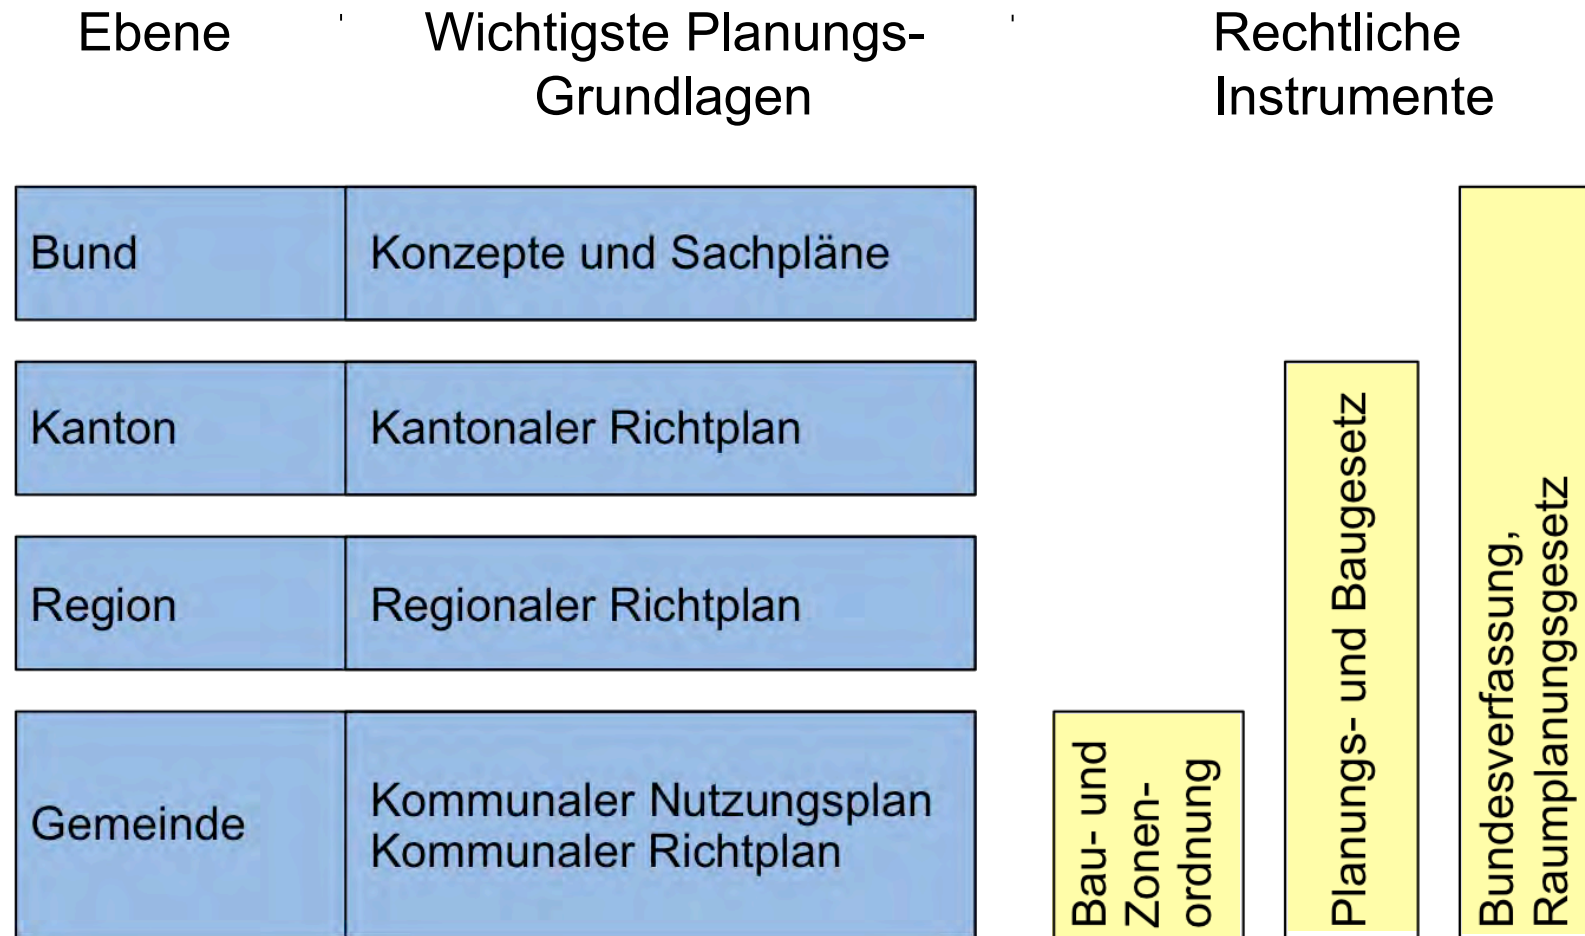 Ebene
Wichtigste Planungs-
Grundlagen
Rechtliche
Instrumente
Bund
Konzepte und Sachpläne
Kanton
Kantonaler Richtplan
Region
Regionaler Richtplan
Gemeinde
Kommunaler Nutzungsplan
Kommunaler Richtplan
Bau- und
Zonen-
ordnung
Planungs- und Baugesetz
Bundesverfassung,
Raumplanungsgesetz